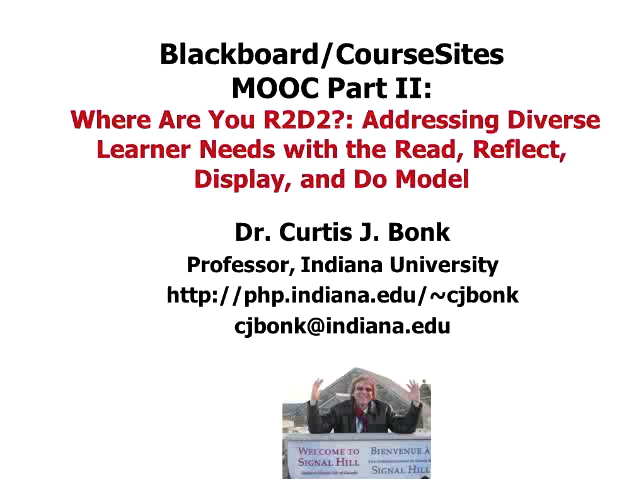 Blackboard/CourseSites
MOOC Part II:
Where Are You R2D2?: Addressing Diverse
Learner Needs with the Read, Reflect,
Display, and Do Model
Dr. Curtis J. Bonk
Professor, Indiana University
http://php.indiana.edu/~cjbonk
cjbonk@indiana.edu
WELCOME TO
SIGNAL HILL
BIENVENUE À
SIGNAL HILL